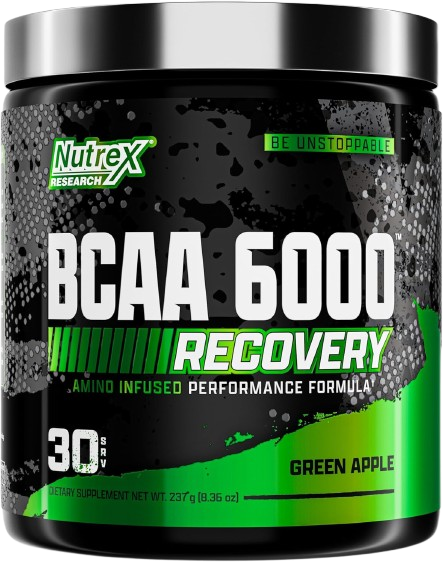 Nutrex
RESEARCH
BE UNSTOPPABLE
BCAA 6000™
RECOVERY
AMINO INFUSED PERFORMANCE FORMULA
30 SRV
GREEN APPLE
DIETARY SUPPLEMENT NET WT. 237g (8.36 oz)